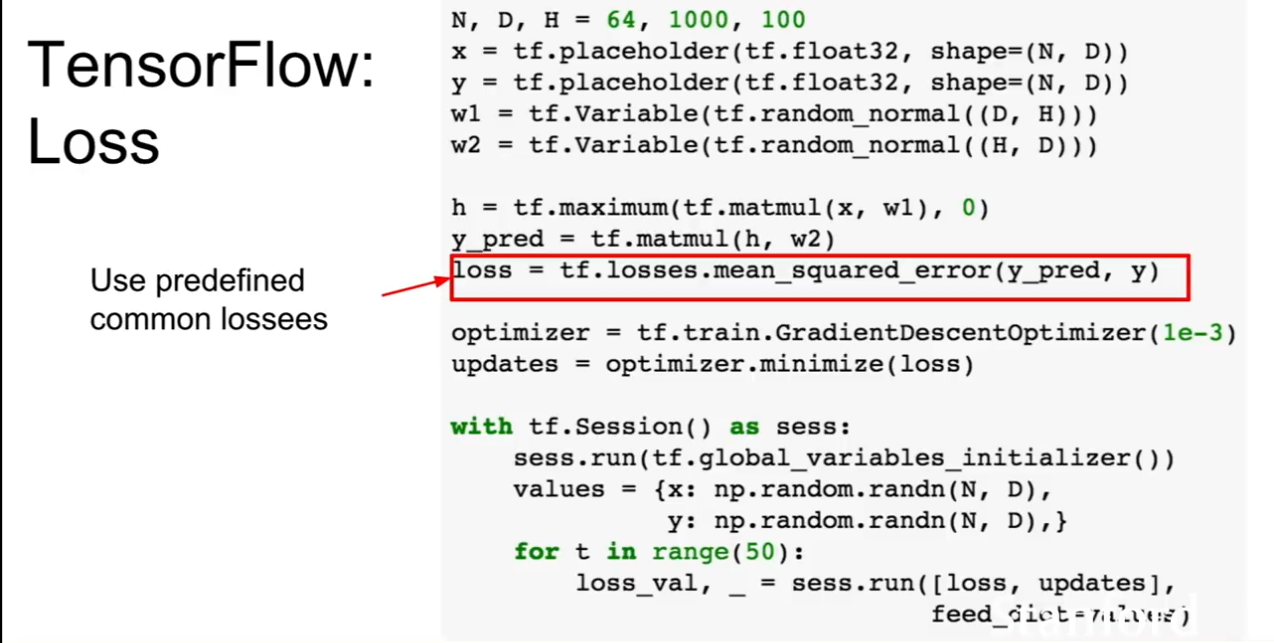 TensorFlow:
Loss
Use predefined
common lossees
N, D, H = 64, 1000, 100
x = tf.placeholder(tf.float32, shape=(N, D))
y = tf.placeholder(tf.float32, shape=(N, D))
w1 = tf.Variable(tf.random_normal((D, H)))
w2 = tf.Variable(tf.random_normal((H, D)))
h = tf.maximum(tf.matmul(x, w1), 0)
y_pred = tf.matmul(h, w2)
loss = tf.losses.mean_squared_error(y_pred, y)
optimizer = tf.train.GradientDescentOptimizer(1e-3)
updates = optimizer.minimize(loss)
with tf.Session() as sess:
    sess.run(tf.global_variables_initializer())
    values = {x: np.random.randn(N, D),
              y: np.random.randn(N, D),}
    for t in range(50):
        loss_val, _ = sess.run([loss, updates],
                               feed_dict=values)
Stanford